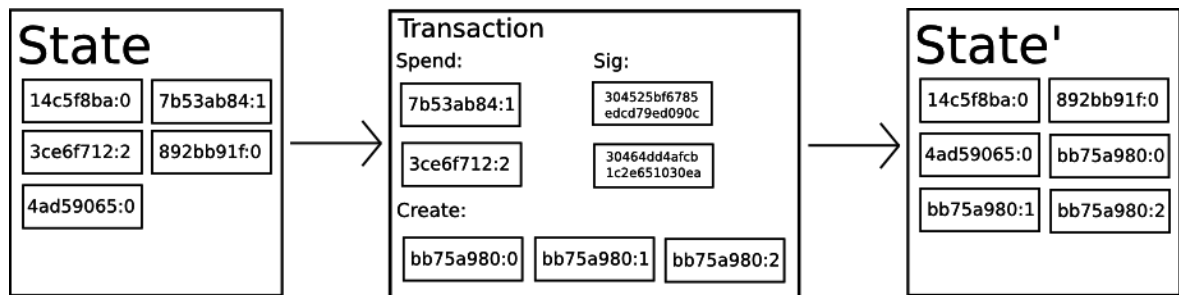 State
14c5f8ba:0 7b53ab84:1
3ce6f712:2 892bb91f:0
4ad59065:0
Transaction
Spend: Sig:
7b53ab84:1
304525bf6785
edcd79ed090c
3ce6f712:2
30464dd4afcb
1c2e651030ea
Create:
bb75a980:0 bb75a980:1 bb75a980:2
State'
14c5f8ba:0 892bb91f:0
4ad59065:0 bb75a980:0
bb75a980:1 bb75a980:2